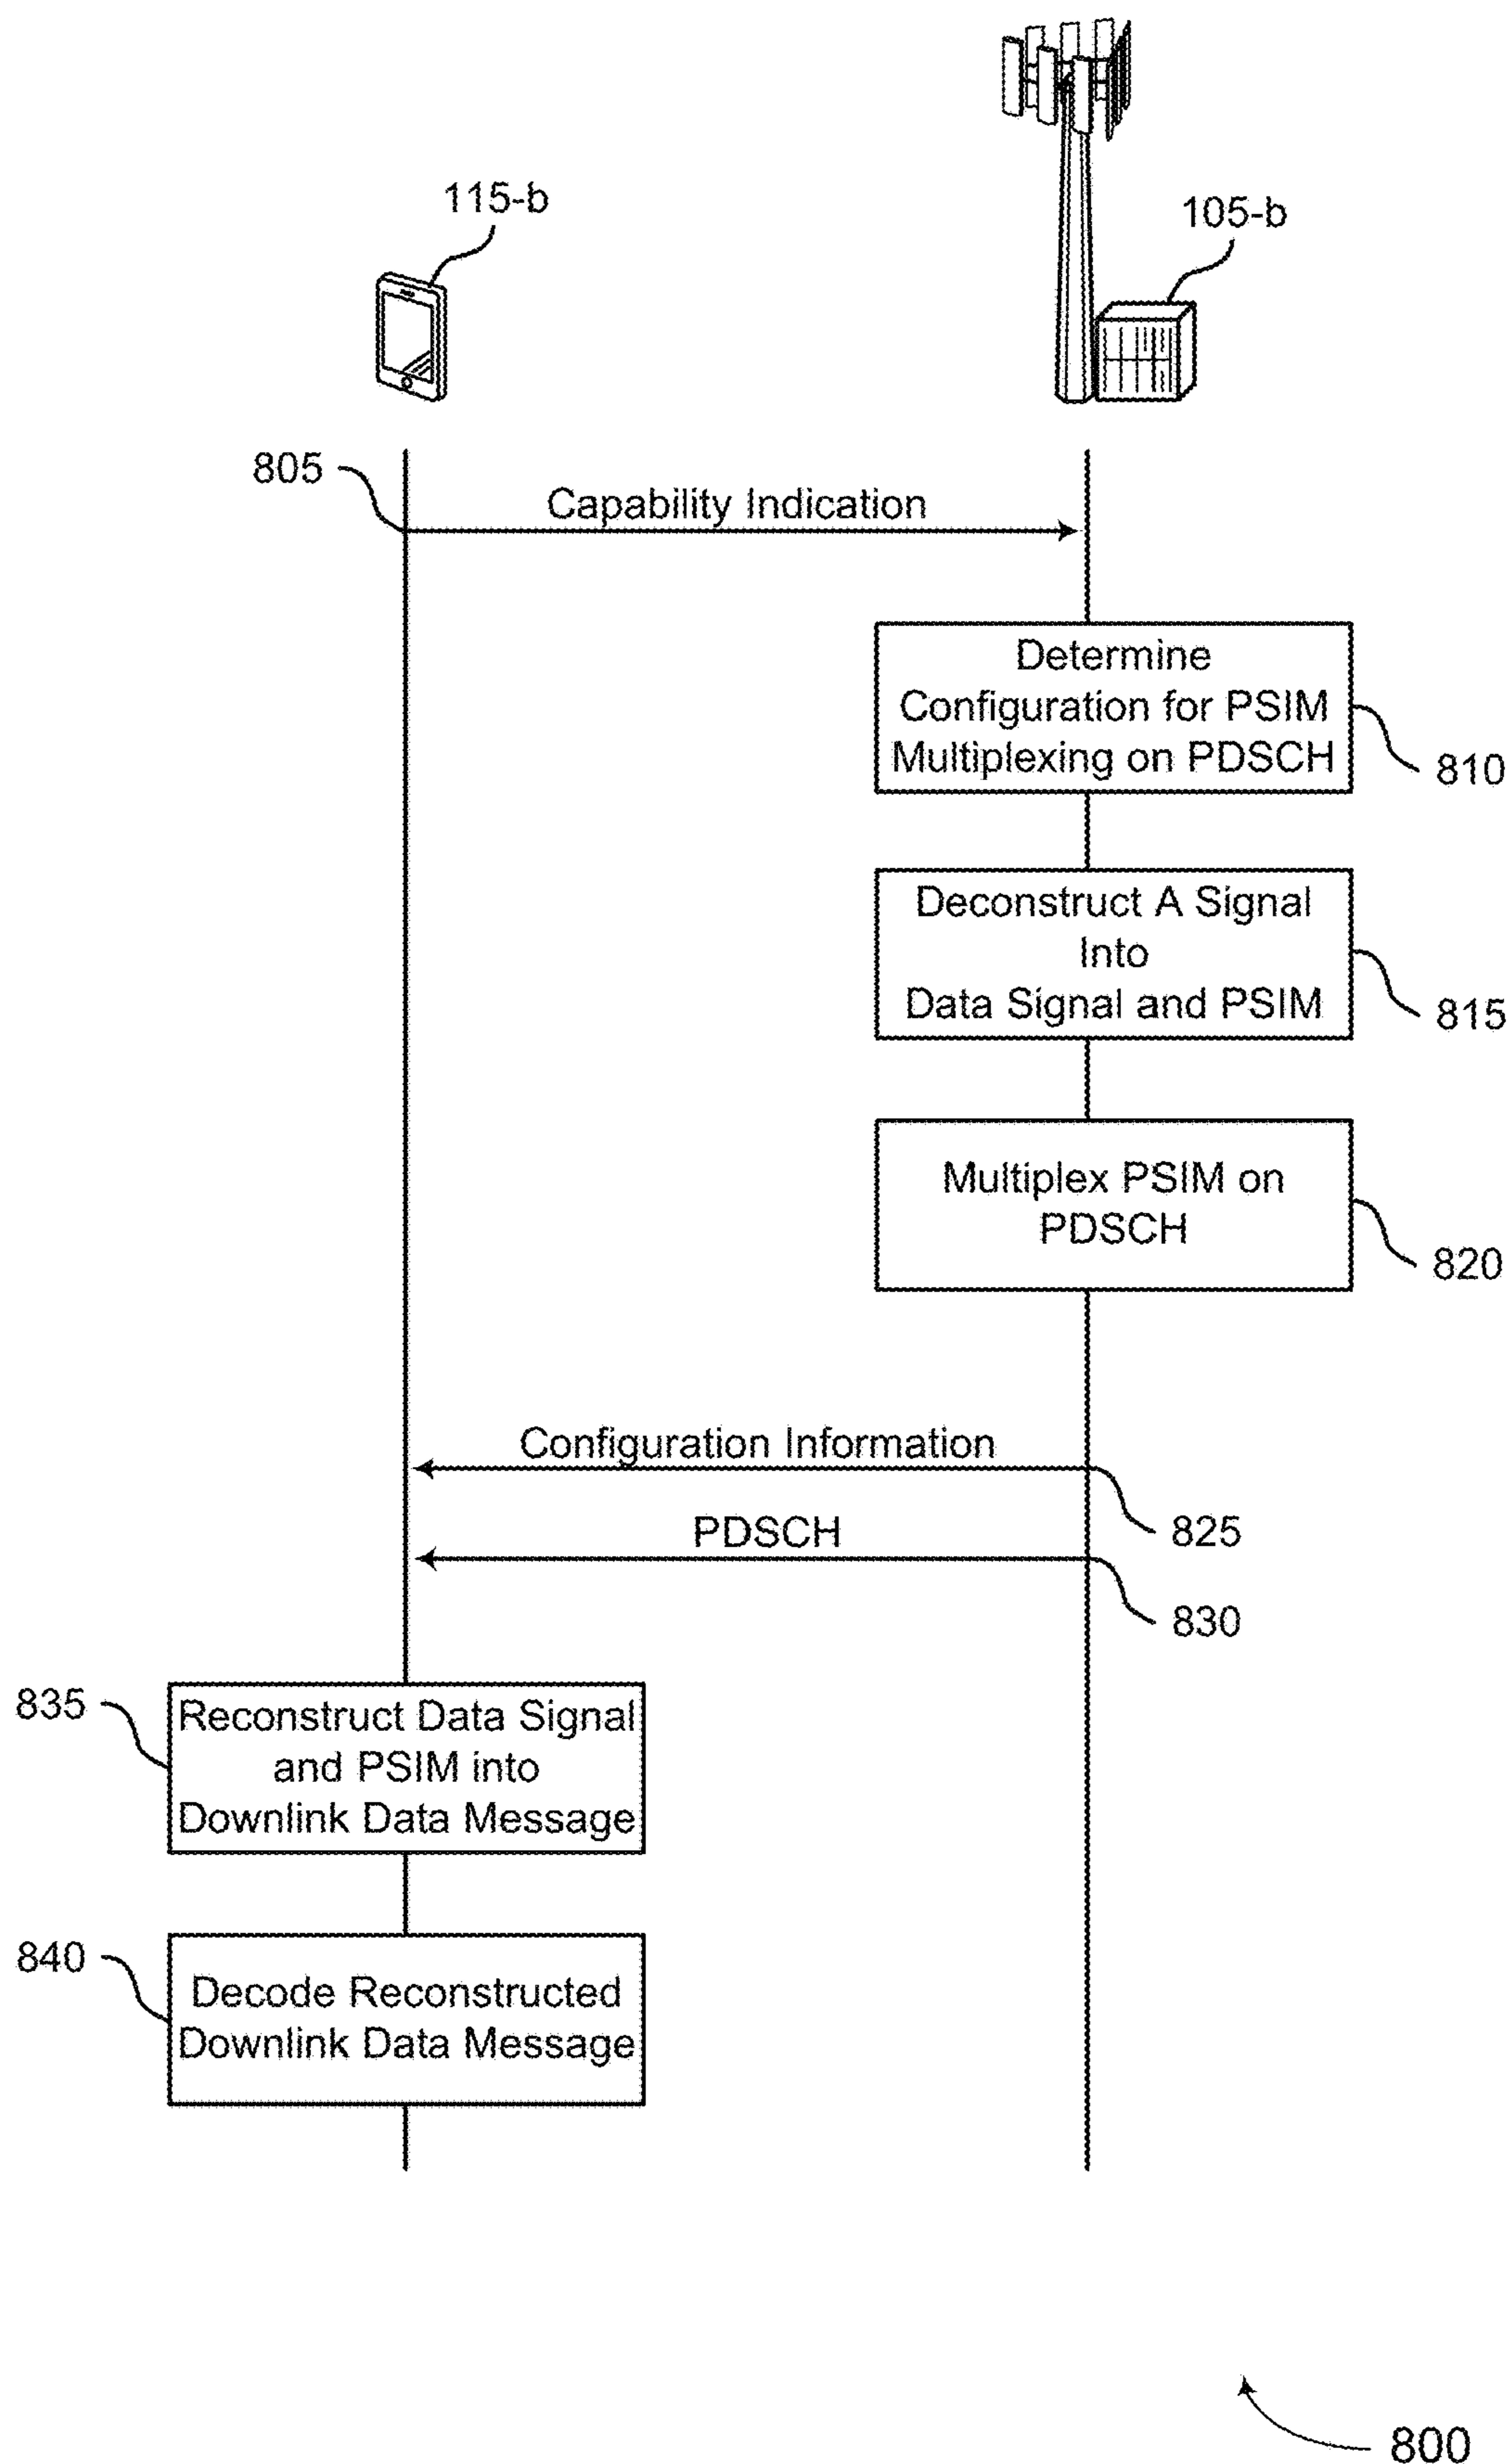 115-b
105-b
805
Capability Indication
Determine
Configuration for PSIM
Multiplexing on PDSCH
810
Deconstruct A Signal
Into
Data Signal and PSIM
815
Multiplex PSIM on
PDSCH
820
Configuration Information
825
PDSCH
830
835
Reconstruct Data Signal
and PSIM into
Downlink Data Message
840
Decode Reconstructed
Downlink Data Message
800